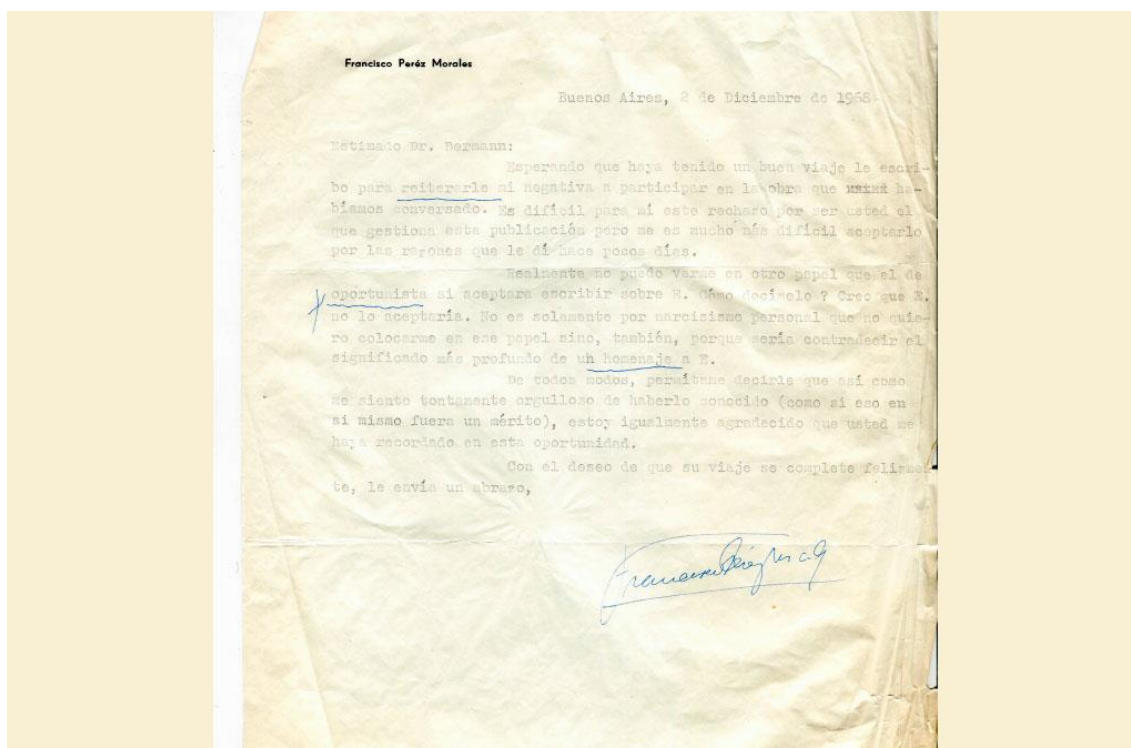 Francisco Peréz Morales
Buenos Aires, 2 de Diciembre de 1968.
Estimado Dr. Bermann:
Esperando que haya tenido un buen viaje le escri-
bo para reiterarle mi negativa a participar en la obra que ha-
bíamos conversado. Es difícil para mí este rechazo por ser usted el
que gestiona esta publicación pero me es mucho más difícil aceptarlo
por las razones que le dí hace pocos días.
Realmente no puedo verme en otro papel que el de
oportunista si aceptara escribir sobre E. Cómo decírselo ? Creo que E.
no lo aceptaría. No es solamente por narcisismo personal que no quie-
ro colocarme en ese papel sino, también, porque sería contradecir el
significado más profundo de un homenaje a E.
De todos modos, permítame decirle que así como
me siento tontamente orgulloso de haberlo conocido (como si eso en
si mismo fuera un mérito), estoy igualmente agradecido que usted me
haya recordado en esta oportunidad.
Con el deseo de que su viaje se complete felizmen
te, le envía un abrazo,